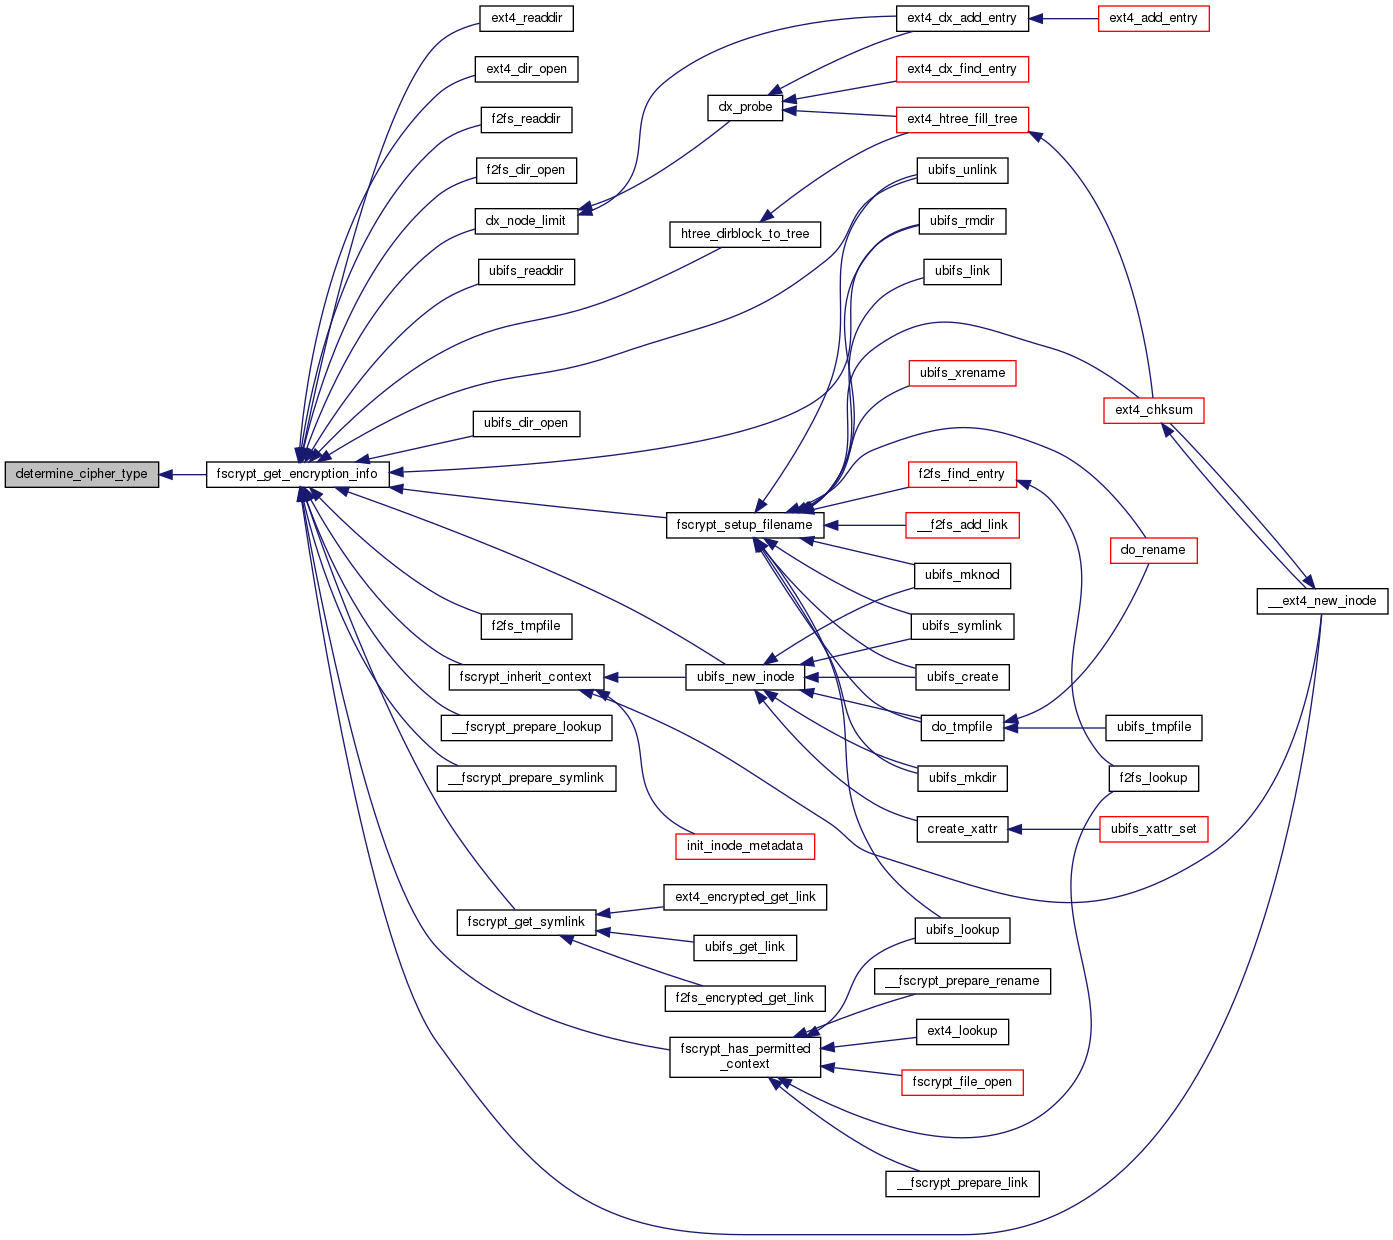 ext4_readdir
ext4_dx_add_entry
ext4_add_entry
ext4_dir_open
ext4_dx_find_entry
dx_probe
f2fs_readdir
ext4_htree_fill_tree
f2fs_dir_open
ubifs_unlink
dx_node_limit
ubifs_rmdir
htree_dirblock_to_tree
ubifs_readdir
ubifs_link
ubifs_xrename
ext4_chksum
ubifs_dir_open
determine_cipher_type
fscrypt_get_encryption_info
f2fs_find_entry
fscrypt_setup_filename
__f2fs_add_link
do_rename
ubifs_mknod
__ext4_new_inode
f2fs_tmpfile
ubifs_symlink
fscrypt_inherit_context
ubifs_new_inode
ubifs_create
__fscrypt_prepare_lookup
do_tmpfile
ubifs_tmpfile
__fscrypt_prepare_symlink
ubifs_mkdir
f2fs_lookup
create_xattr
ubifs_xattr_set
init_inode_metadata
ext4_encrypted_get_link
fscrypt_get_symlink
ubifs_lookup
ubifs_get_link
__fscrypt_prepare_rename
f2fs_encrypted_get_link
ext4_lookup
fscrypt_has_permitted
_context
fscrypt_file_open
__fscrypt_prepare_link